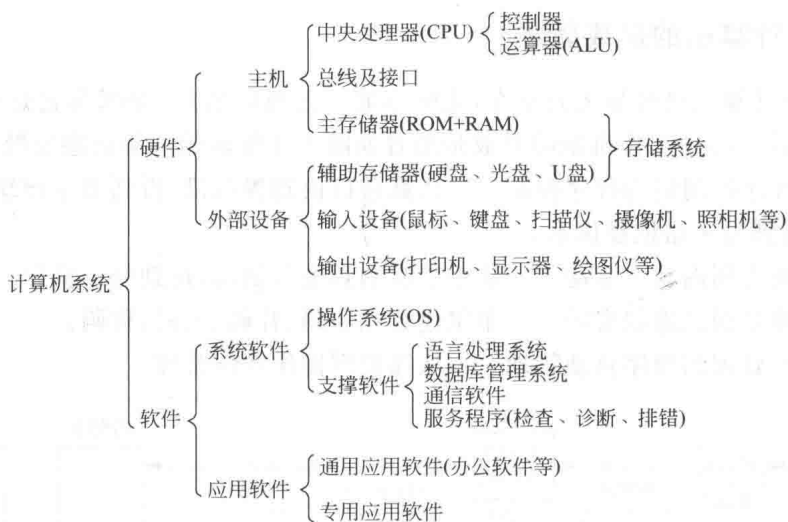 中央处理器(CPU)
控制器
运算器(ALU)
主机
总线及接口
主存储器(ROM+RAM)
硬件
存储系统
辅助存储器(硬盘、光盘、U盘)
外部设备
输入设备(鼠标、键盘、扫描仪、摄像机、照相机等)
输出设备(打印机、显示器、绘图仪等)
计算机系统
操作系统(OS)
系统软件
语言处理系统
数据库管理系统
支撑软件
通信软件
服务程序(检查、诊断、排错)
软件
通用应用软件(办公软件等)
应用软件
专用应用软件